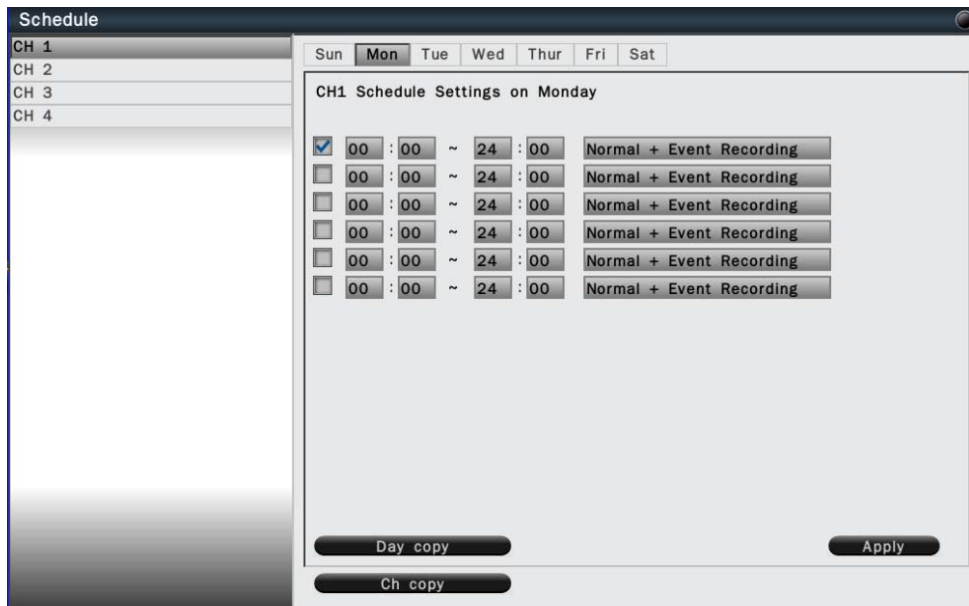 Schedule
CH 1
CH 2
CH 3
CH 4
Sun Mon Tue Wed Thur Fri Sat
CH1 Schedule Settings on Monday
00 : 00 ~ 24 : 00 Normal + Event Recording
00 : 00 ~ 24 : 00 Normal + Event Recording
00 : 00 ~ 24 : 00 Normal + Event Recording
00 : 00 ~ 24 : 00 Normal + Event Recording
00 : 00 ~ 24 : 00 Normal + Event Recording
00 : 00 ~ 24 : 00 Normal + Event Recording
Day copy Apply
Ch copy